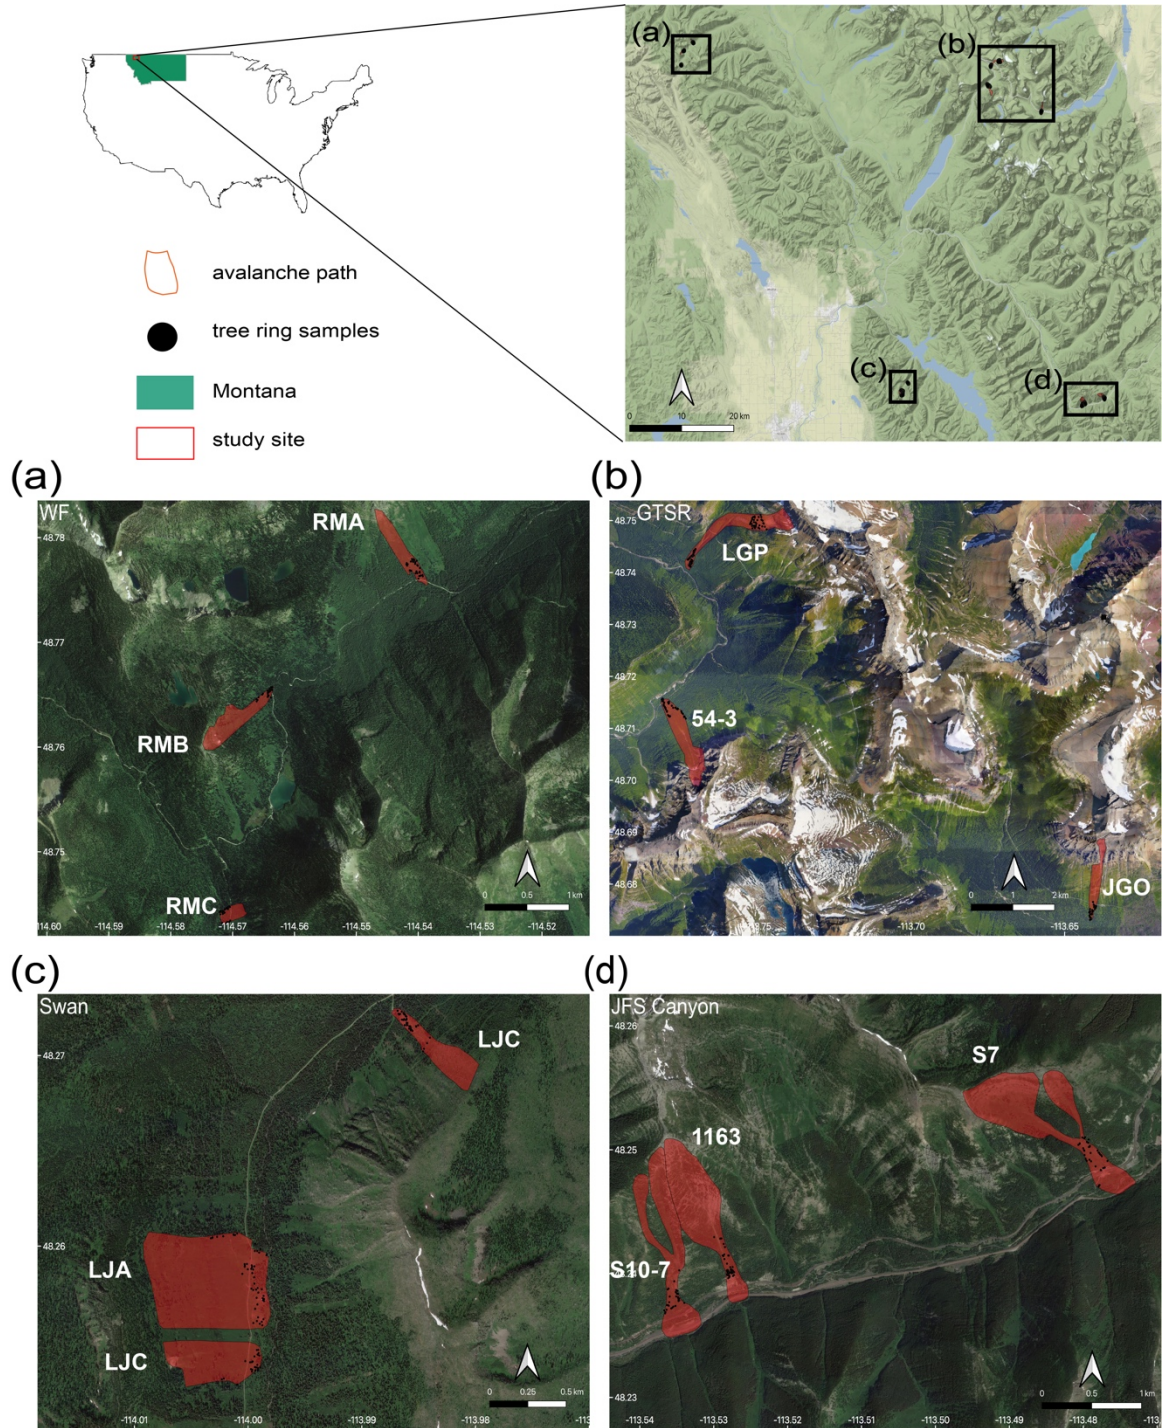 (a)
(b)
(c)
(d)
0 10 20 km
avalanche path
tree ring samples
Montana
study site
(a)
WF
RMA
RMB
RMC
48.78
48.77
48.76
48.75
-114.60
-114.59
-114.58
-114.57
-114.56
-114.55
-114.54
-114.53
-114.52
0 0.5 1 km
(b)
GTSR
LGP
54-3
JGO
48.75
48.74
48.73
48.72
48.71
48.70
48.69
48.68
-113.70
-113.65
2 km
(c)
Swan
LJC
LJA
LJC
48.27
48.26
-114.01
-114.00
-113.99
-113.98
0 0.25 0.5 km
(d)
JFS Canyon
S7
1163
S10-7
48.26
48.25
48.23
-113.54
-113.53
-113.52
-113.51
-113.50
-113.49
-113.48
0 0.5 1 km